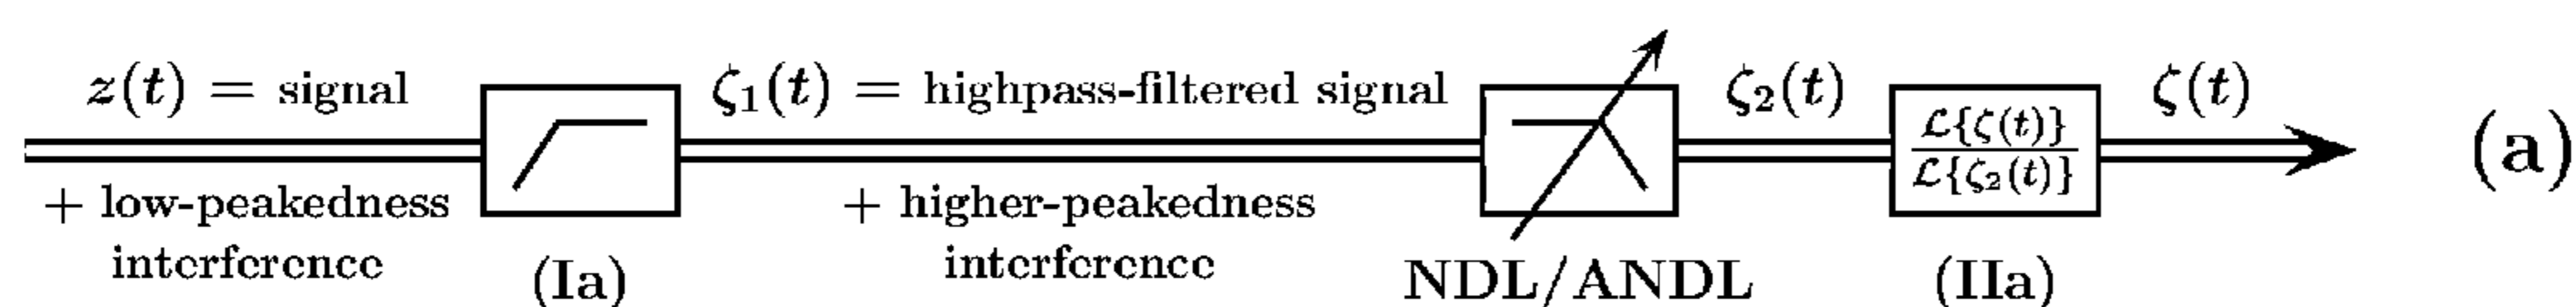 z(t) = signal
+ low-peakedness
interference
(Ia)
ζ₁(t) = highpass-filtered signal
+ higher-peakedness
interference
NDL/ANDL
ζ₂(t)
ℒ{ζ(t)}
ℒ{ζ₂(t)}
(IIa)
ζ(t)
(a)